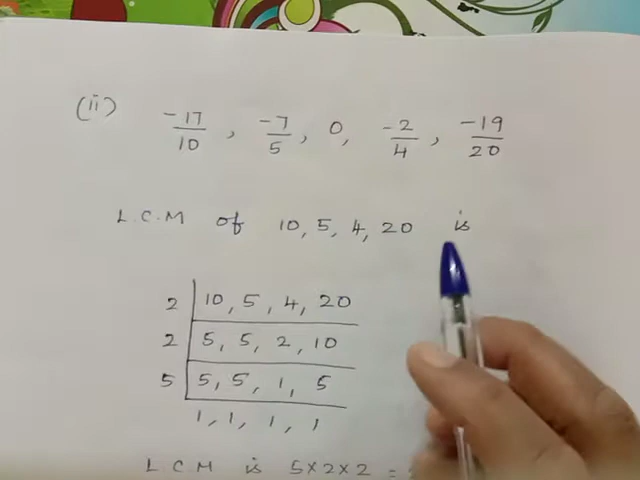 (ii) -17/10 , -7/5 , 0, -2/4 , -19/20
L.C.M of 10, 5, 4, 20 is
2 | 10, 5, 4, 20
2 | 5, 5, 2, 10
5 | 5, 5, 1, 5
1, 1, 1, 1
LCM is 5×2×2 =